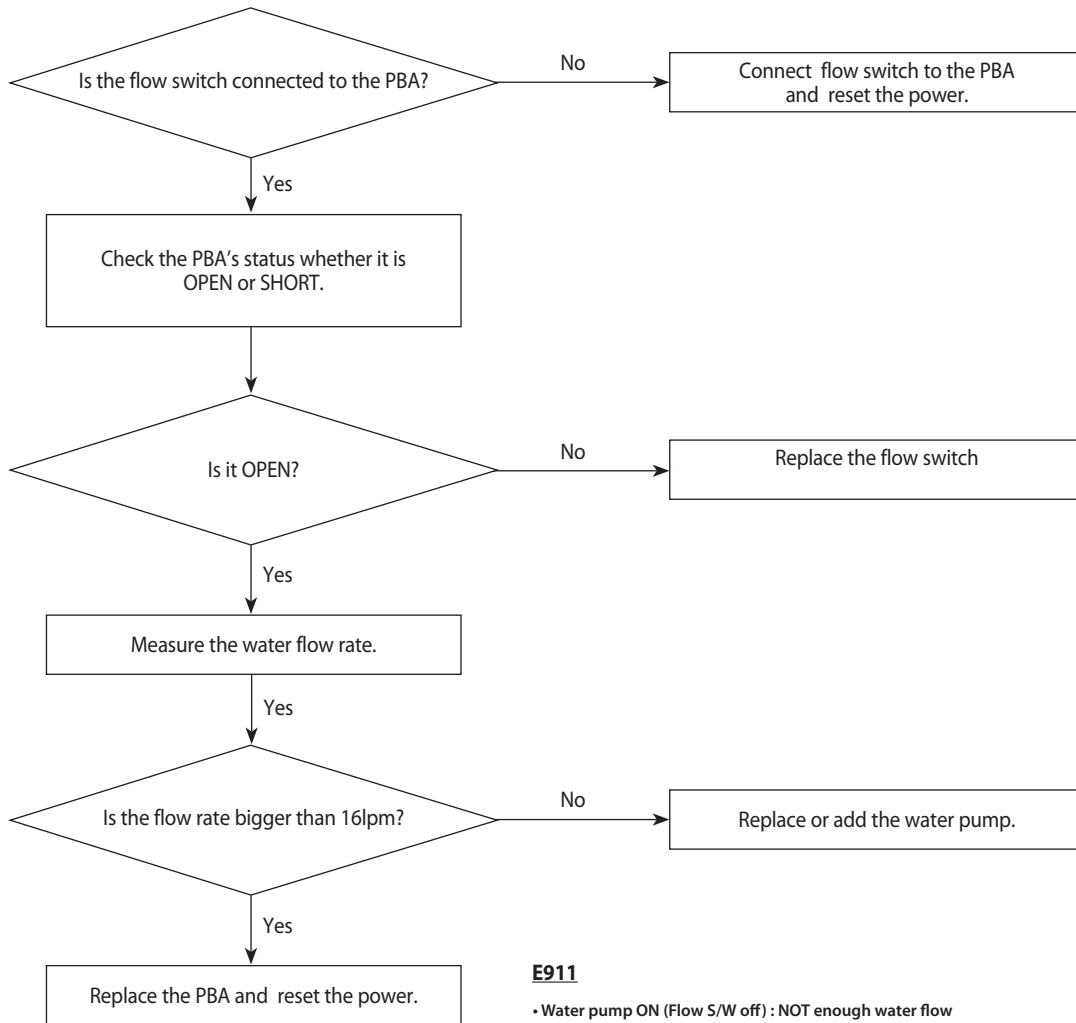 Is the flow switch connected to the PBA?
No
Connect flow switch to the PBA
and reset the power.
Yes
Check the PBA's status whether it is
OPEN or SHORT.
Is it OPEN?
No
Replace the flow switch
Yes
Measure the water flow rate.
Yes
Is the flow rate bigger than 16lpm?
No
Replace or add the water pump.
Yes
Replace the PBA and reset the power.
E911
• Water pump ON (Flow S/W off) : NOT enough water flow